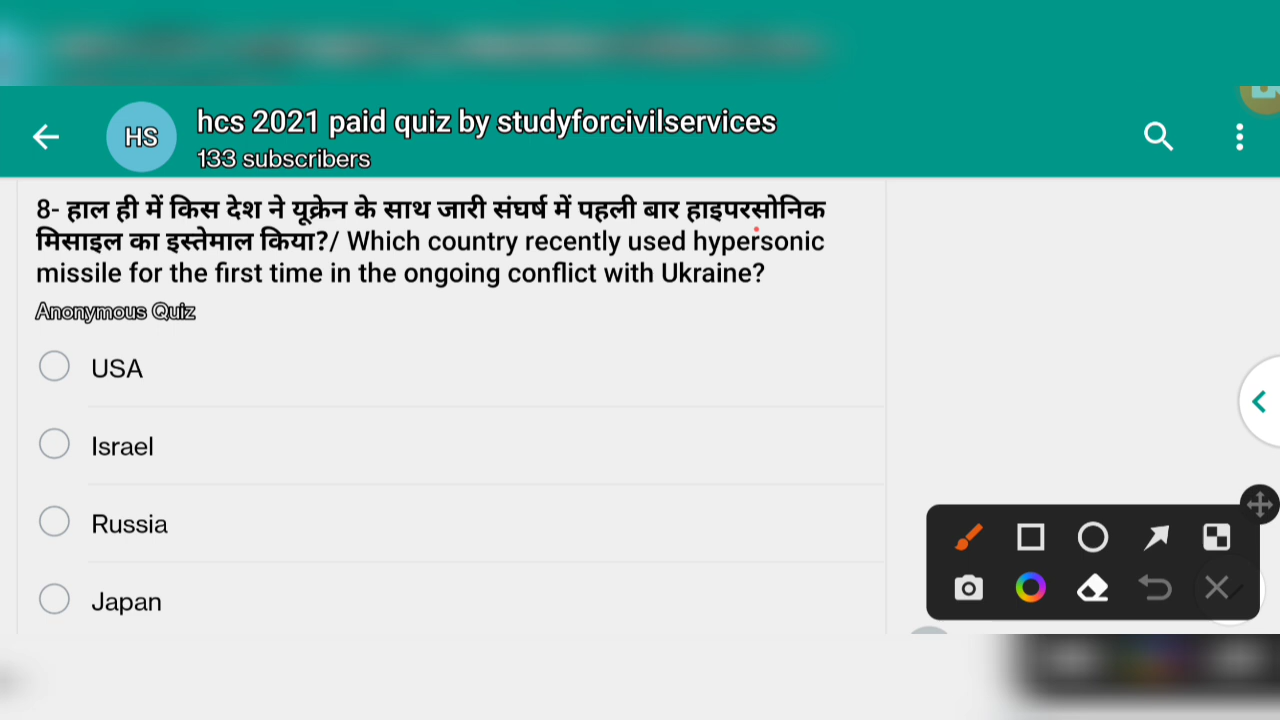 HS
hcs 2021 paid quiz by studyforcivilservices
133 subscribers
8- हाल ही में किस देश ने यूक्रेन के साथ जारी संघर्ष में पहली बार हाइपरसोनिक
मिसाइल का इस्तेमाल किया?/ Which country recently used hypersonic
missile for the first time in the ongoing conflict with Ukraine?
Anonymous Quiz
USA
Israel
Russia
Japan